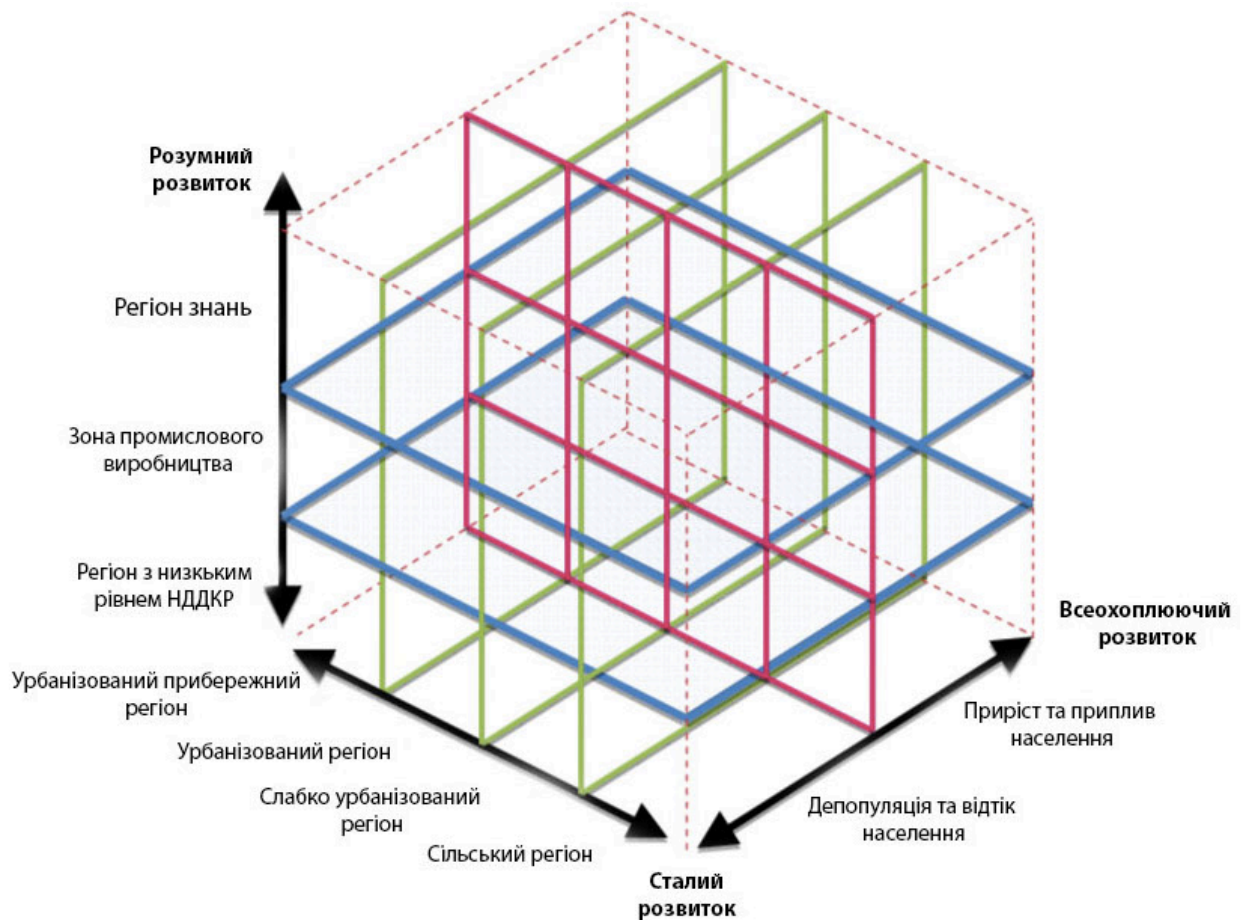 Розумний
розвиток
Регіон знань
Зона промислового
виробництва
Регіон з низкьким
рівнем НДДКР
Урбанізований прибережний
регіон
Урбанізований регіон
Слабко урбанізований
регіон
Сільський регіон
Сталий
розвиток
Депопуляція та відтік
населення
Приріст та приплив
населення
Всеохоплюючий
розвиток